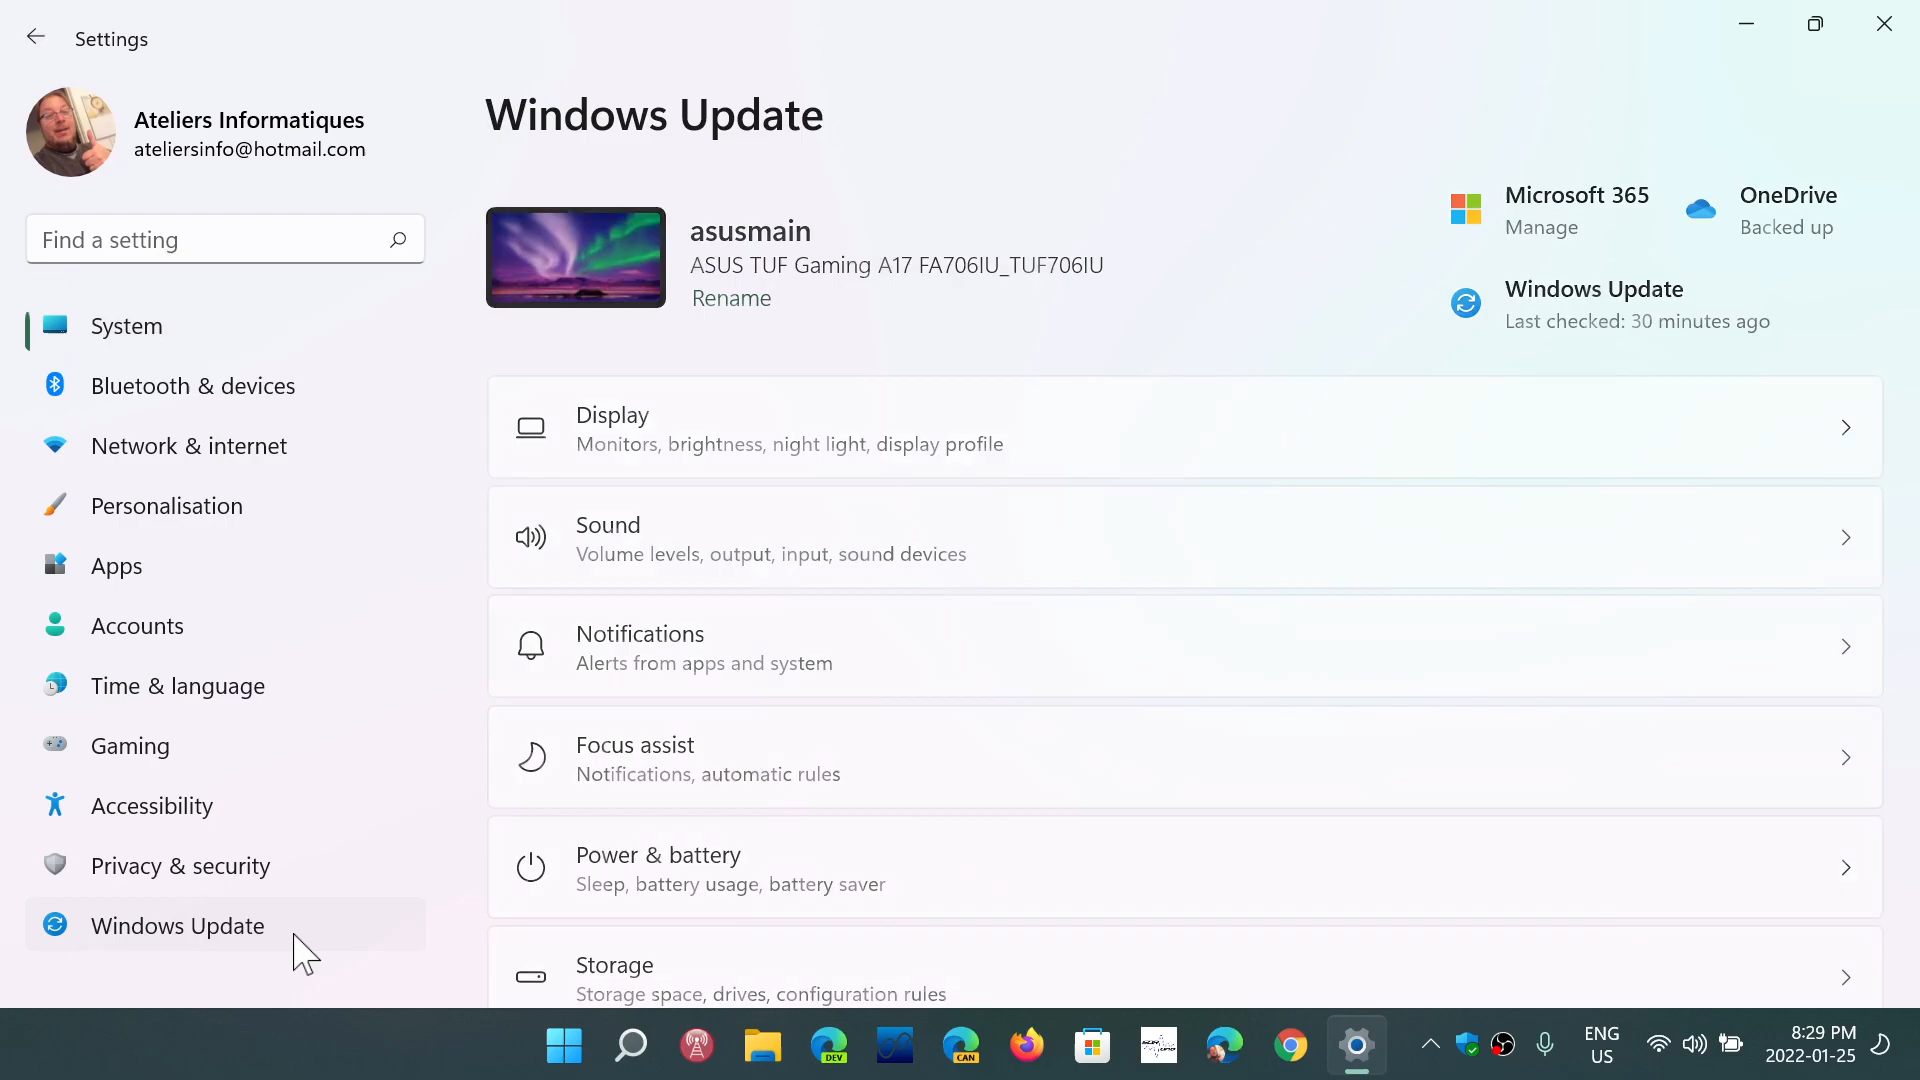 Settings
Ateliers Informatiques
ateliersinfo@hotmail.com
Find a setting
System
Bluetooth & devices
Network & internet
Personalisation
Apps
Accounts
Time & language
Gaming
Accessibility
Privacy & security
Windows Update
Windows Update
asusmain
ASUS TUF Gaming A17 FA706IU_TUF706IU
Rename
Microsoft 365
Manage
OneDrive
Backed up
Windows Update
Last checked: 30 minutes ago
Display
Monitors, brightness, night light, display profile
Sound
Volume levels, output, input, sound devices
Notifications
Alerts from apps and system
Focus assist
Notifications, automatic rules
Power & battery
Sleep, battery usage, battery saver
Storage
Storage space, drives, configuration rules
DEV
CAN
ENG
US
8:29 PM
2022-01-25